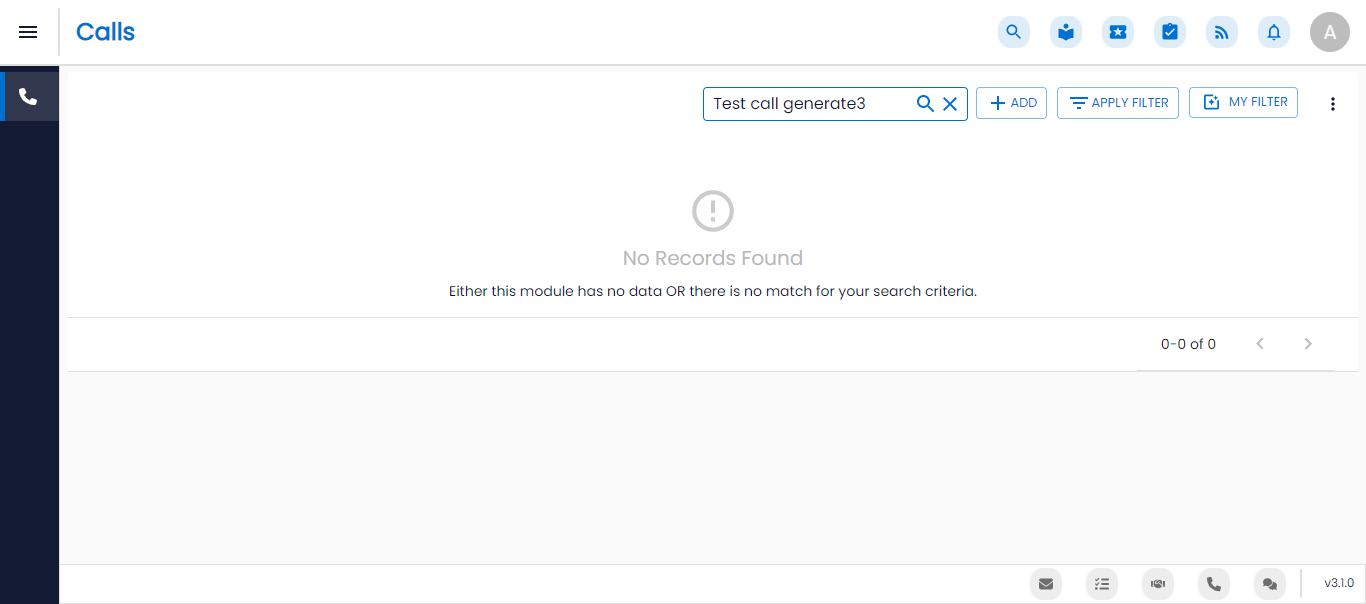 Calls
A
Test call generate3
ADD
APPLY FILTER
MY FILTER
No Records Found
Either this module has no data OR there is no match for your search criteria.
0-0 of 0
v3.1.0